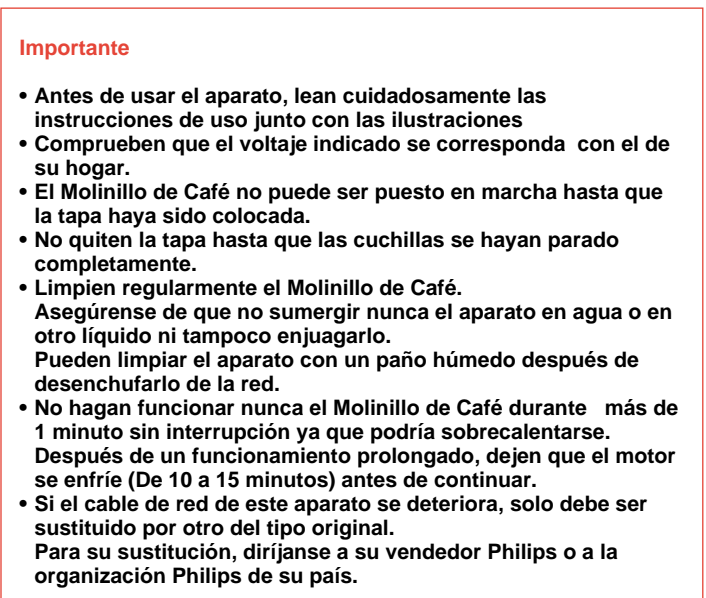 Importante
• Antes de usar el aparato, lean cuidadosamente las
instrucciones de uso junto con las ilustraciones
• Comprueben que el voltaje indicado se corresponda con el de
su hogar.
• El Molinillo de Café no puede ser puesto en marcha hasta que
la tapa haya sido colocada.
• No quiten la tapa hasta que las cuchillas se hayan parado
completamente.
• Limpien regularmente el Molinillo de Café.
Asegúrense de que no sumergir nunca el aparato en agua o en
otro líquido ni tampoco enjuagarlo.
Pueden limpiar el aparato con un paño húmedo después de
desenchufarlo de la red.
• No hagan funcionar nunca el Molinillo de Café durante más de
1 minuto sin interrupción ya que podría sobrecalentarse.
Después de un funcionamiento prolongado, dejen que el motor
se enfríe (De 10 a 15 minutos) antes de continuar.
• Si el cable de red de este aparato se deteriora, solo debe ser
sustituido por otro del tipo original.
Para su sustitución, diríjanse a su vendedor Philips o a la
organización Philips de su país.